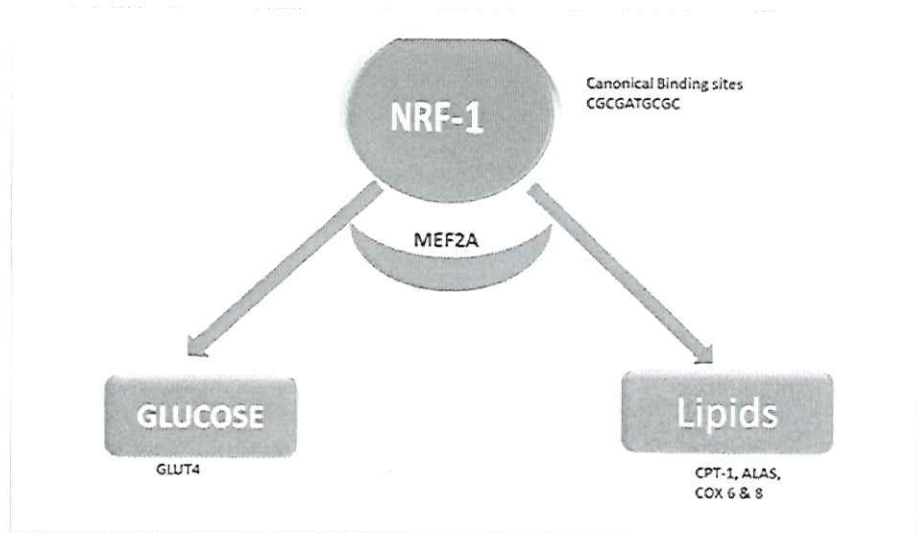 NRF-1
Canonical Binding sites
CGCGATGCGC
MEF2A
GLUCOSE
GLUT4
Lipids
CPT-1, ALAS,
COX 6 & 8